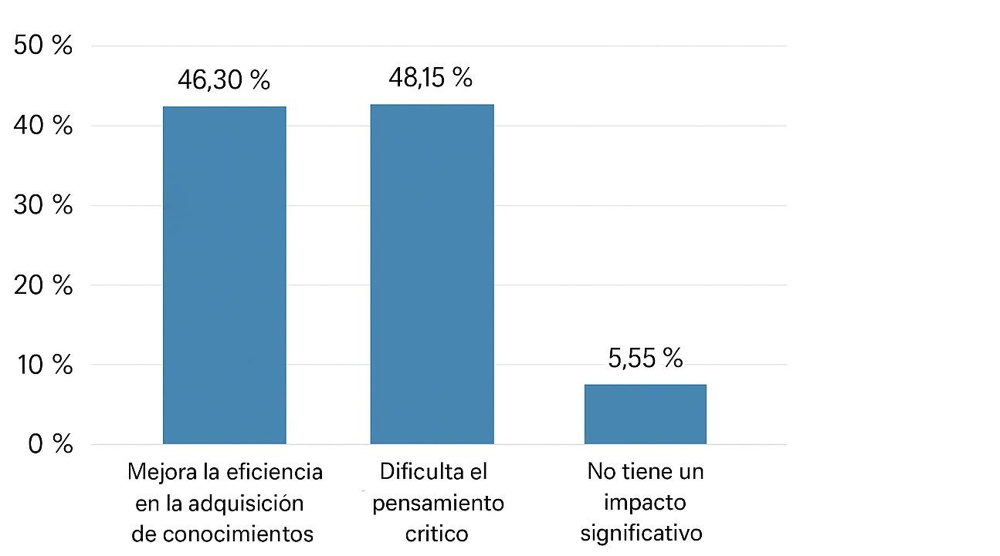 50 %
46,30 %
48,15 %
40 %
30 %
20 %
10 %
5,55 %
0 %
Mejora la eficiencia
en la adquisición
de conocimientos
Dificulta el
pensamiento
critico
No tiene un
impacto
significativo